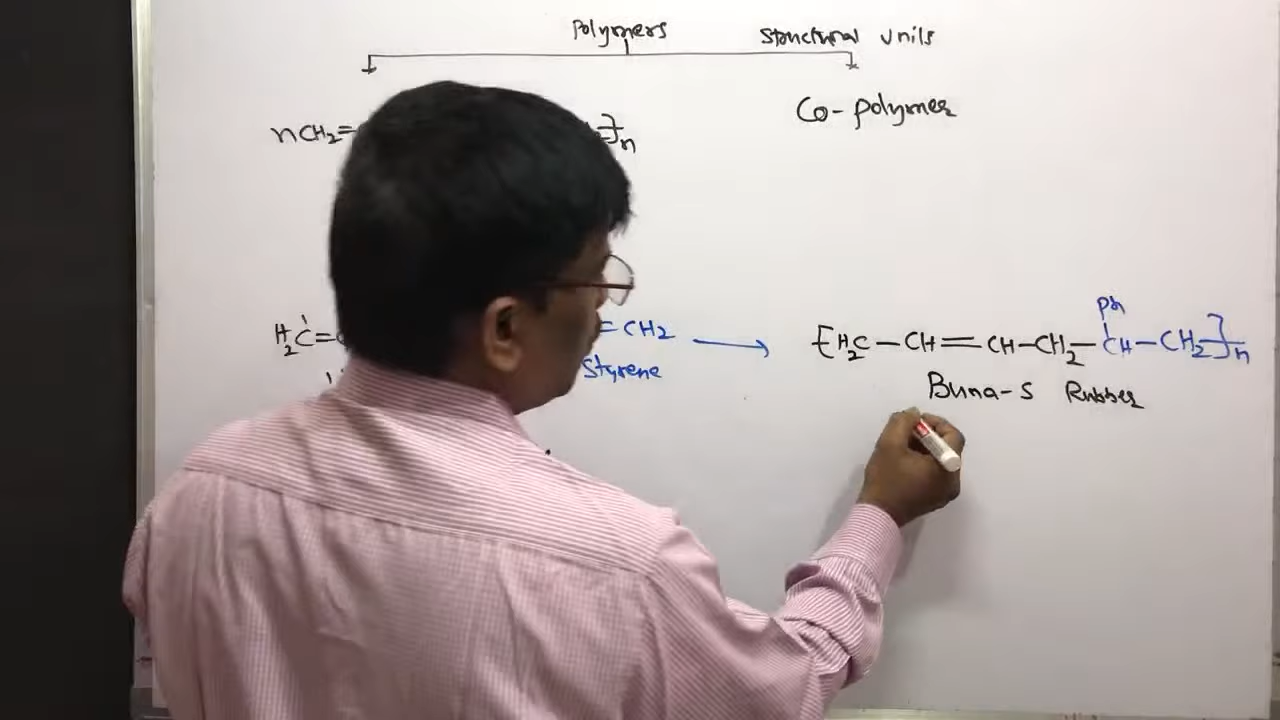 Polymers structural units
Co-polymer
nCH2= }n
H2C=C =CH2 ⟶ [H2C-CH=CH-CH2-CH-CH2]n
Ph
Styrene
Buna-S Rubber